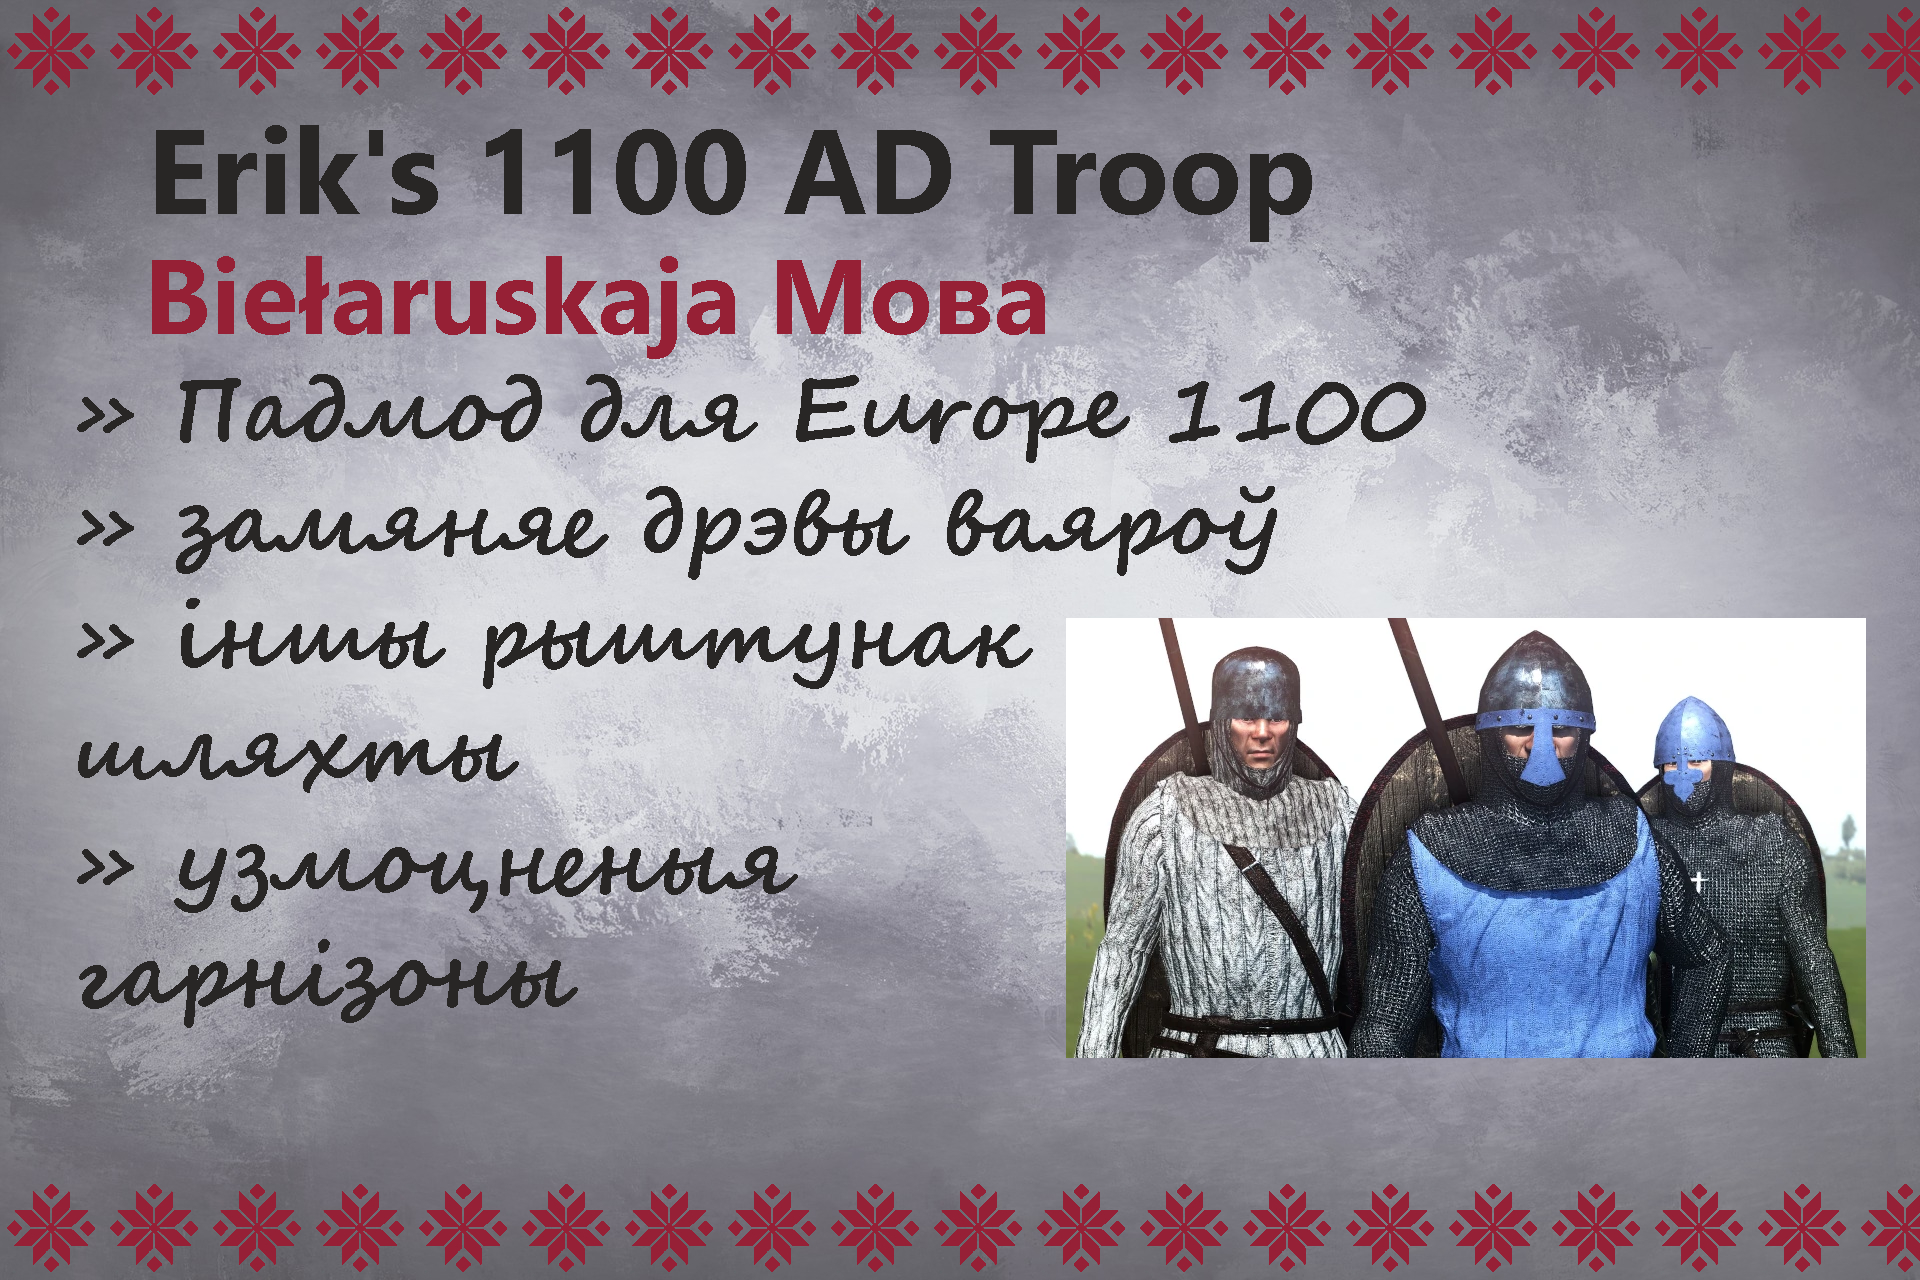 Erik's 1100 AD Troop
Biełaruskaja Мова
» Падмод для Europe 1100
» замяняе дрэвы ваяроў
» іншы рыштунак
шляхты
» узмоцненыя
гарнізоны